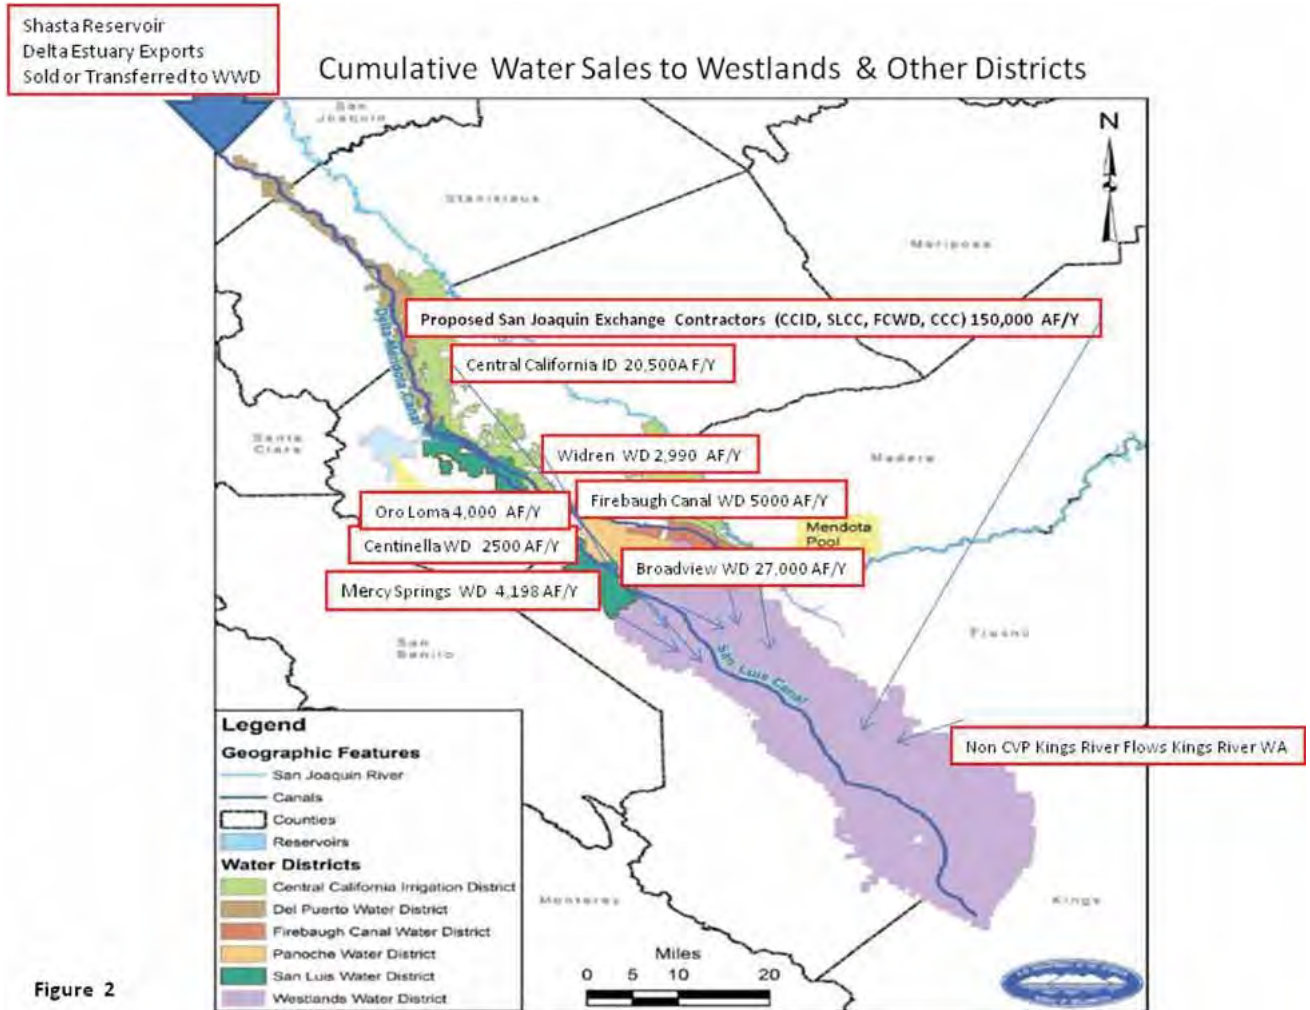 Shasta Reservoir
Delta Estuary Exports
Sold or Transferred to WWD
Cumulative Water Sales to Westlands & Other Districts
San
Joaquin
N
Stanislaus
Mariposa
Proposed San Joaquin Exchange Contractors (CCID, SLCC, FCWD, CCC) 150,000 AF/Y
Delta-Mendota Canal
Central California ID 20,500A F/Y
Santa
Clara
Widren WD 2,990 AF/Y
Madera
Firebaugh Canal WD 5000 AF/Y
Oro Loma 4,000 AF/Y
Mendota
Pool
Centinella WD 2500 AF/Y
Broadview WD 27,000 AF/Y
Mercy Springs WD 4,198 AF/Y
San
Benito
Fresno
San Luis Canal
Non CVP Kings River Flows Kings River WA
Legend
Geographic Features
San Joaquin River
Canals
Counties
Reservoirs
Water Districts
Central California Irrigation District
Del Puerto Water District
Firebaugh Canal Water District
Panoche Water District
San Luis Water District
Westlands Water District
Monterey
Kings
Miles
0 5 10 20
Figure 2